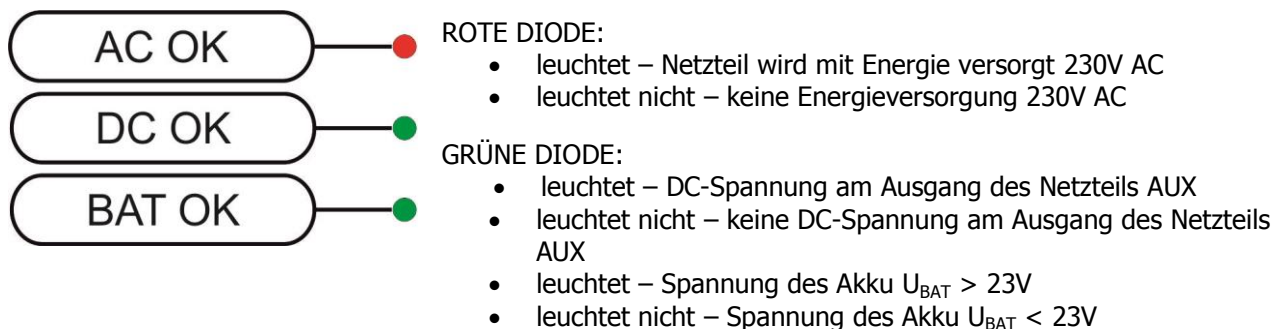 AC OK
DC OK
BAT OK
ROTE DIODE:
• leuchtet – Netzteil wird mit Energie versorgt 230V AC
• leuchtet nicht – keine Energieversorgung 230V AC
GRÜNE DIODE:
• leuchtet – DC-Spannung am Ausgang des Netzteils AUX
• leuchtet nicht – keine DC-Spannung am Ausgang des Netzteils
AUX
• leuchtet – Spannung des Akku UBAT > 23V
• leuchtet nicht – Spannung des Akku UBAT < 23V